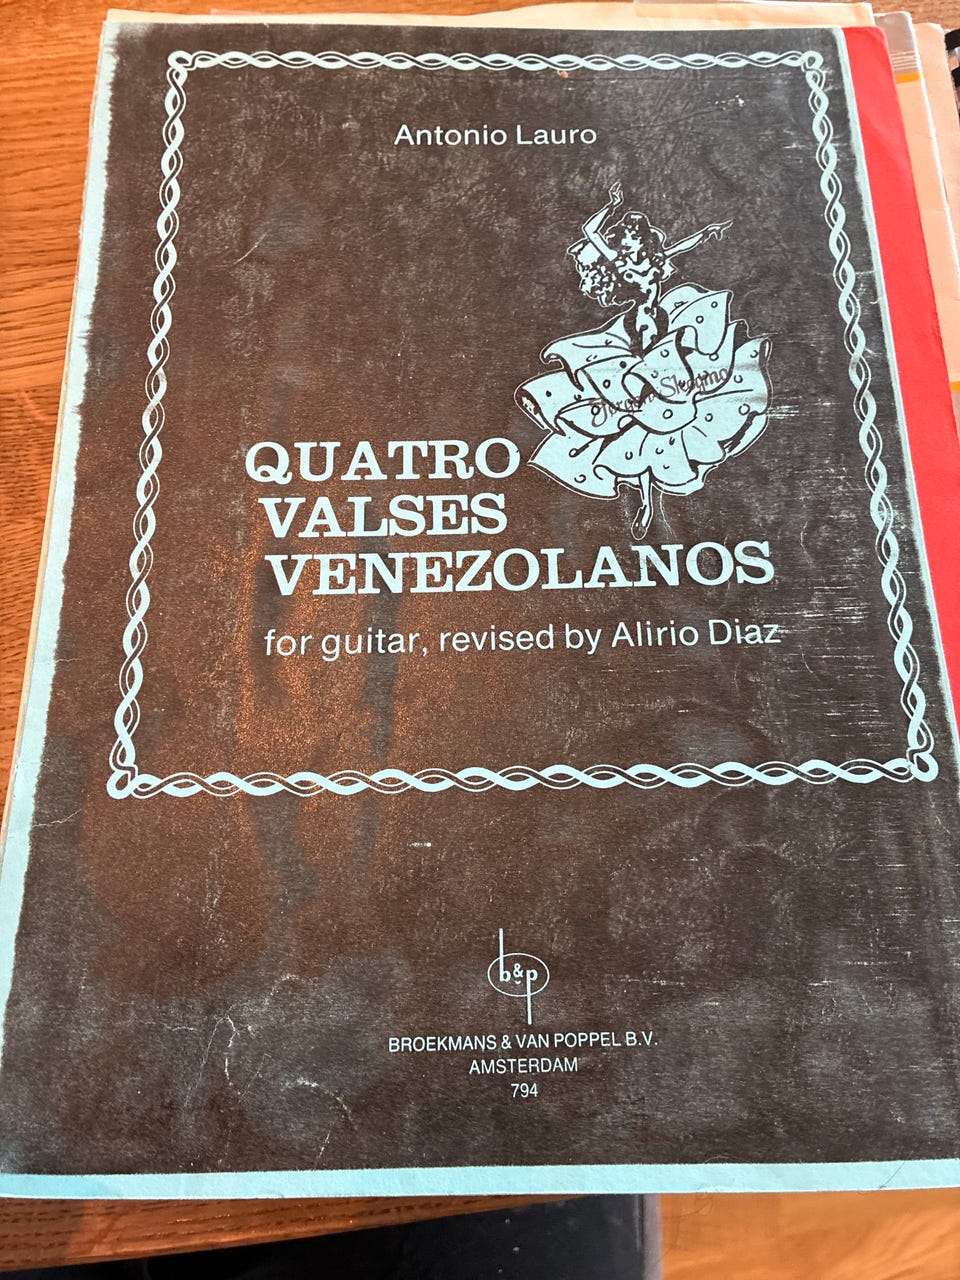 Antonio Lauro
QUATRO
VALSES
VENEZOLANOS
for guitar, revised by Alirio Diaz
b&p
BROEKMANS & VAN POPPEL B.V.
AMSTERDAM
794